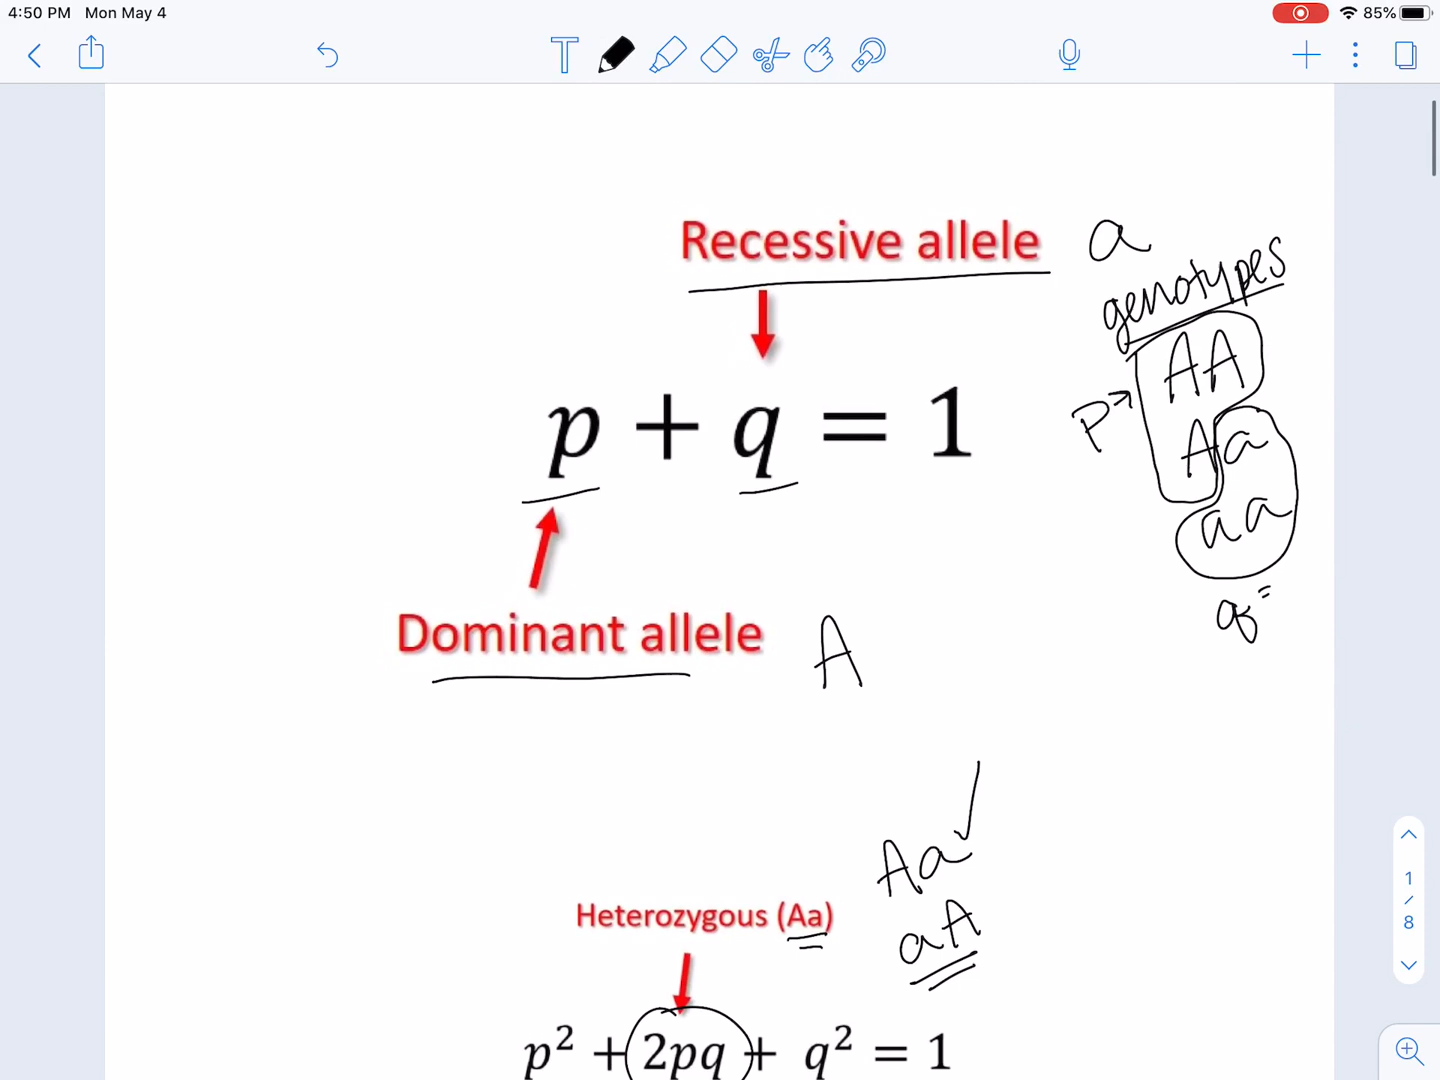 4:50 PM Mon May 4
85%
T
Recessive allele
a
genotypes
AA
p + q = 1
P→
Aa
aa
q =
Dominant allele
A
Aa
Heterozygous (Aa)
aA
p² + 2pq + q² = 1
1
/
8